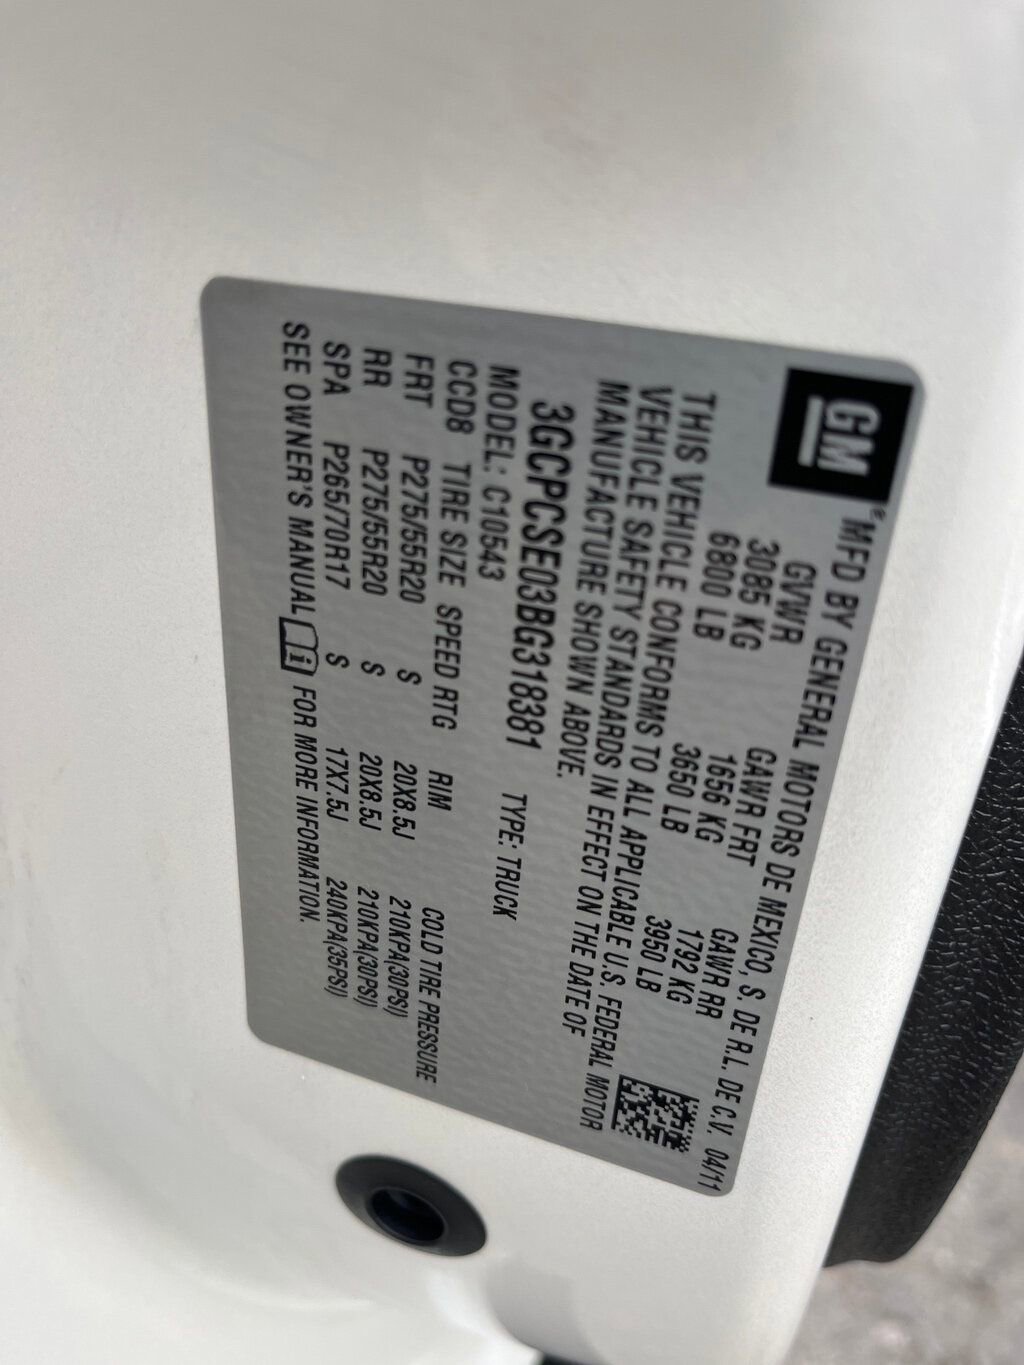 GM
®MFD BY GENERAL MOTORS DE MEXICO, S. DE R.L. DE C.V. 04/11
GVWR GAWR FRT GAWR RR
3085 KG 1656 KG 1792 KG
6800 LB 3650 LB 3950 LB
THIS VEHICLE CONFORMS TO ALL APPLICABLE U.S. FEDERAL MOTOR
VEHICLE SAFETY STANDARDS IN EFFECT ON THE DATE OF
MANUFACTURE SHOWN ABOVE.
3GCPCSE03BG318381 TYPE: TRUCK
MODEL: C10543
CCD8 TIRE SIZE SPEED RTG RIM COLD TIRE PRESSURE
FRT P275/55R20 S 20X8.5J 210KPA(30PSI)
RR P275/55R20 S 20X8.5J 210KPA(30PSI)
SPA P265/70R17 S 17X7.5J 240KPA(35PSI)
SEE OWNER'S MANUAL FOR MORE INFORMATION.